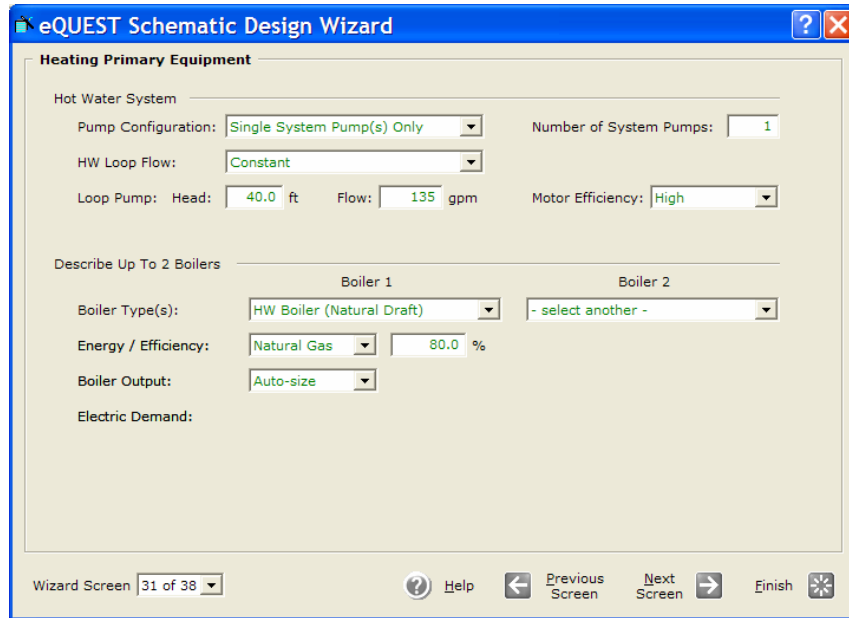 eQUEST Schematic Design Wizard
Heating Primary Equipment
Hot Water System
Pump Configuration: Single System Pump(s) Only Number of System Pumps: 1
HW Loop Flow: Constant
Loop Pump: Head: 40.0 ft Flow: 135 gpm Motor Efficiency: High
Describe Up To 2 Boilers
Boiler 1 Boiler 2
Boiler Type(s): HW Boiler (Natural Draft) - select another -
Energy / Efficiency: Natural Gas 80.0 %
Boiler Output: Auto-size
Electric Demand:
Wizard Screen 31 of 38 ? Help Previous Screen Next Screen Finish